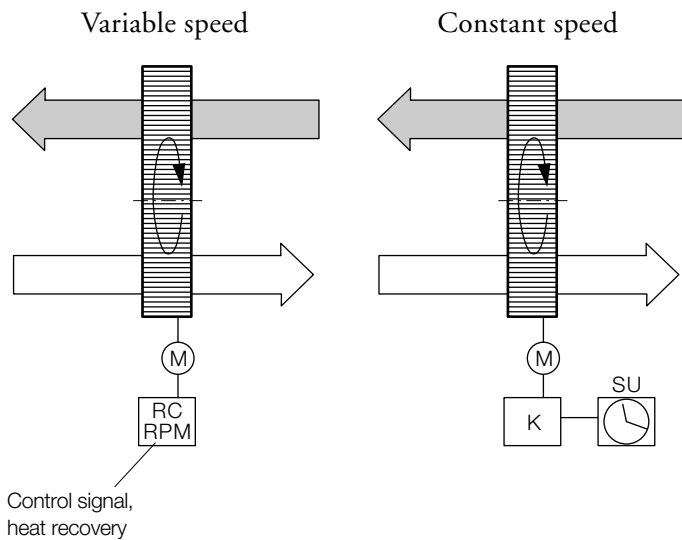 Variable speed
Constant speed
M
RC
RPM
Control signal,
heat recovery
M
SU
K